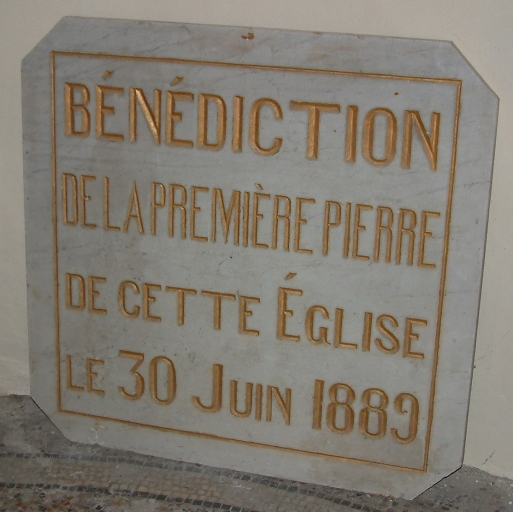 BÉNÉDICTION
DE LA PREMIÈRE PIERRE
DE CETTE ÉGLISE
LE 30 JUIN 1889